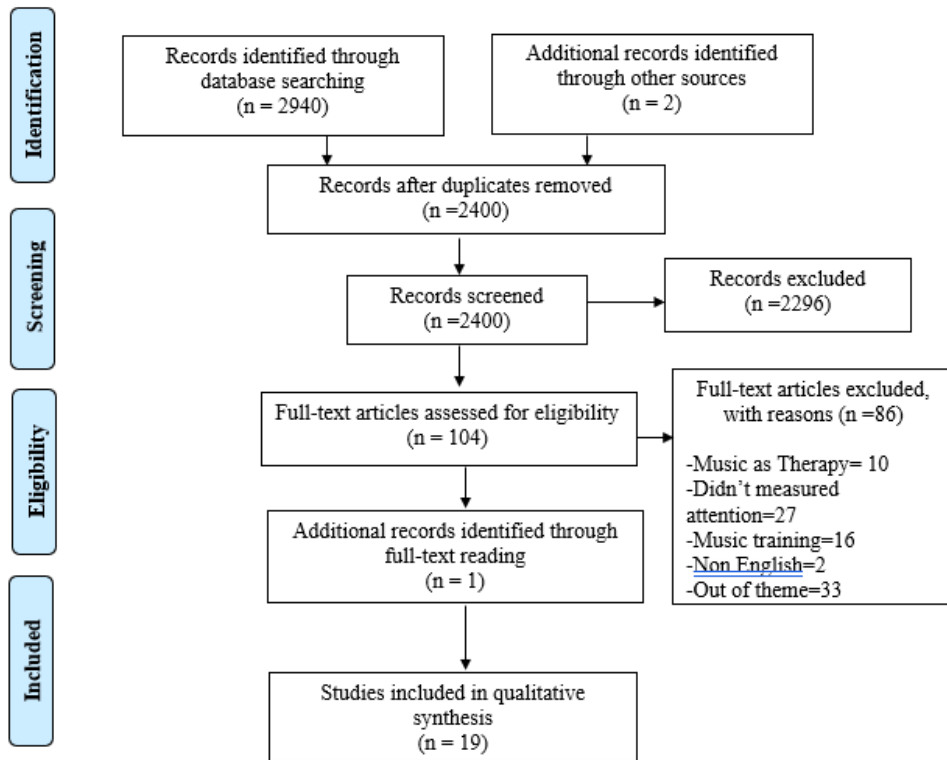 Identification
Records identified through
database searching
(n = 2940)
Additional records identified
through other sources
(n = 2)
Records after duplicates removed
(n =2400)
Screening
Records screened
(n =2400)
Records excluded
(n =2296)
Eligibility
Full-text articles assessed for eligibility
(n = 104)
Full-text articles excluded,
with reasons (n =86)
-Music as Therapy= 10
-Didn’t measured
attention=27
-Music training=16
-Non English=2
-Out of theme=33
Additional records identified through
full-text reading
(n = 1)
Included
Studies included in qualitative
synthesis
(n = 19)